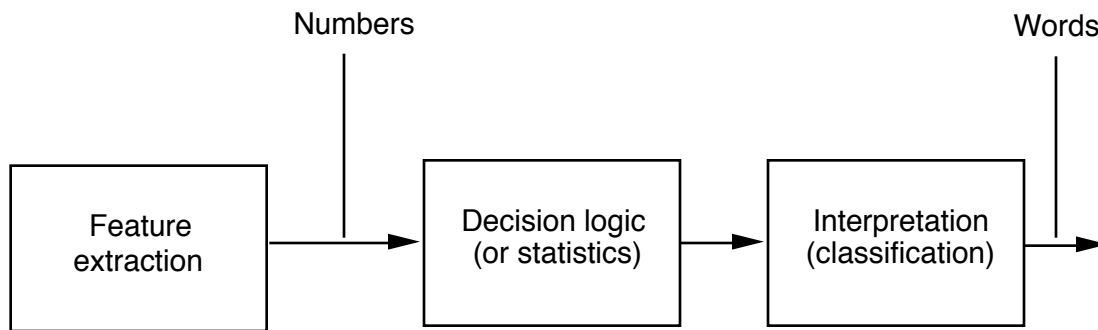 Numbers
Words
Feature
extraction
Decision logic
(or statistics)
Interpretation
(classification)